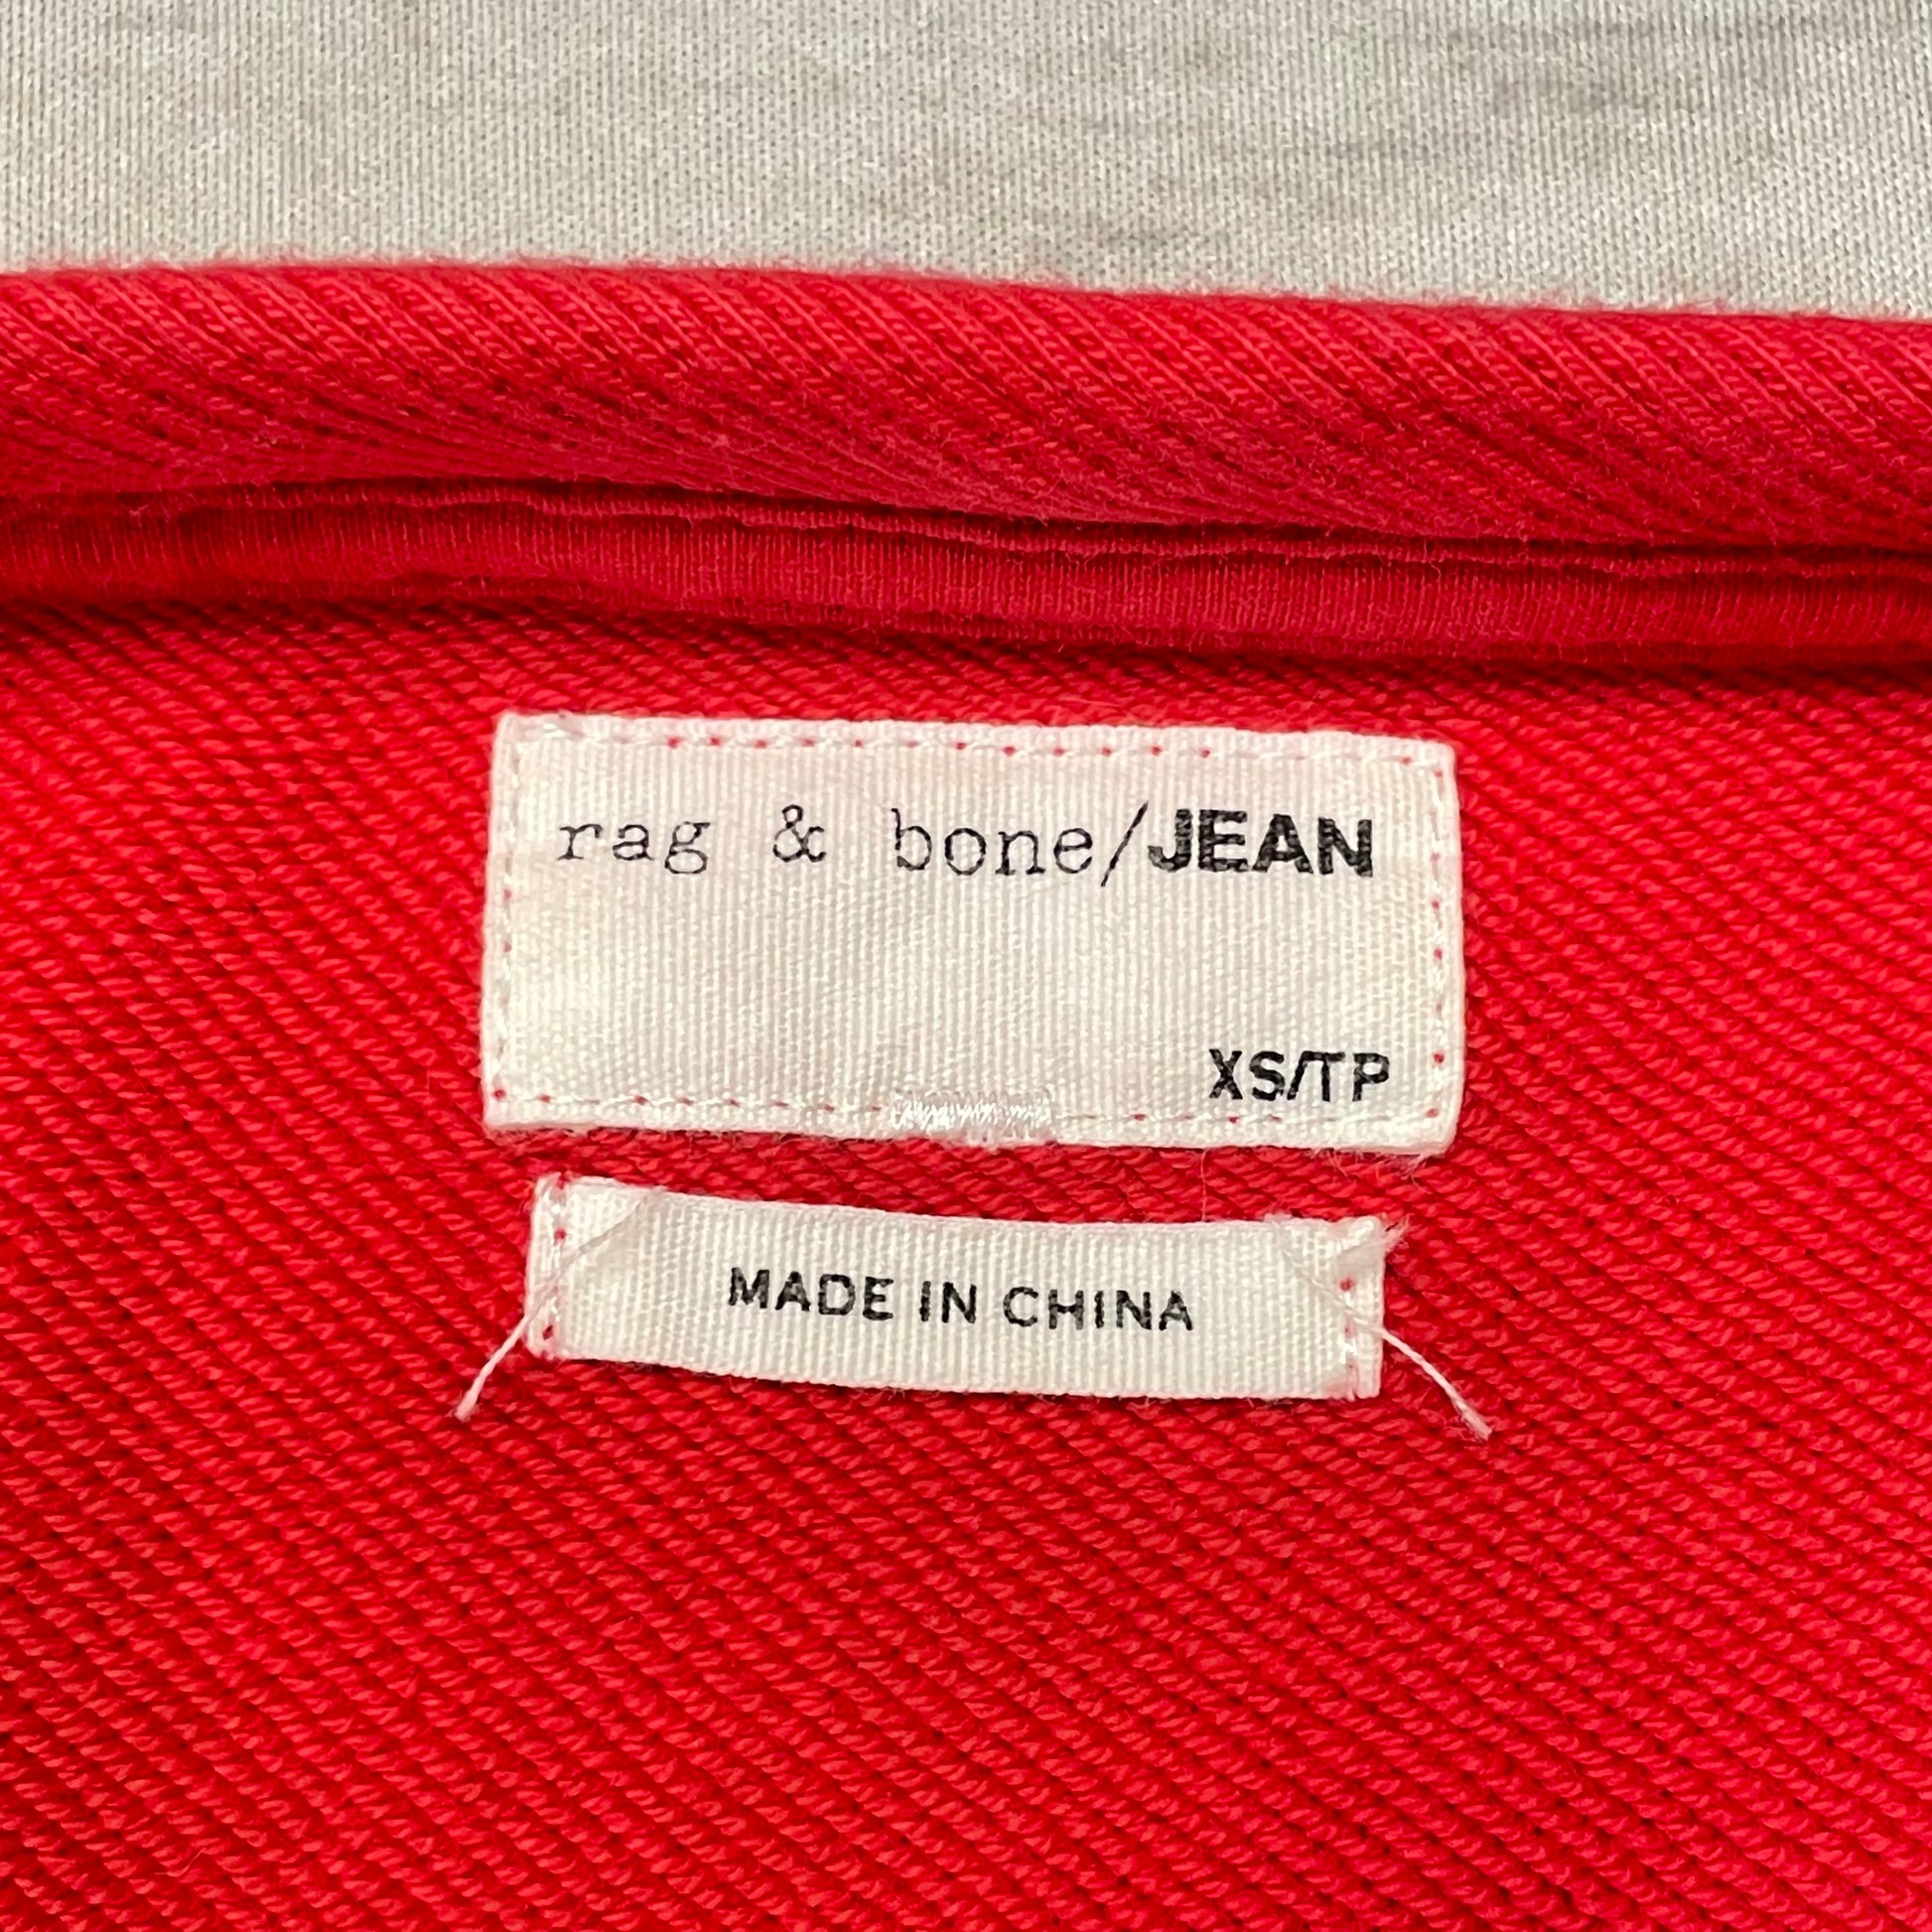 rag & bone/JEAN
XS/TP
MADE IN CHINA